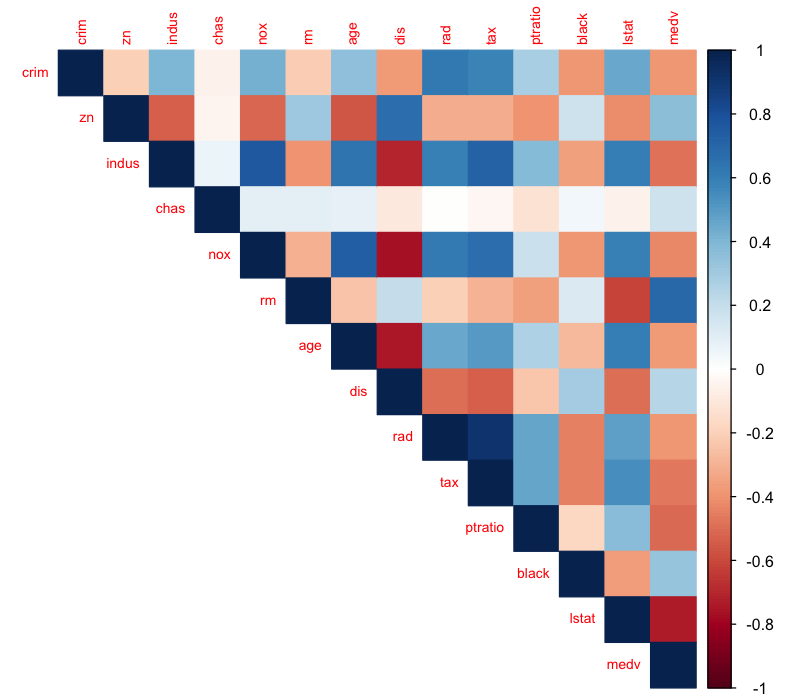 crim zn indus chas nox rm age dis rad tax ptratio black lstat medv
crim
zn
indus
chas
nox
rm
age
dis
rad
tax
ptratio
black
lstat
medv
1
0.8
0.6
0.4
0.2
0
-0.2
-0.4
-0.6
-0.8
-1